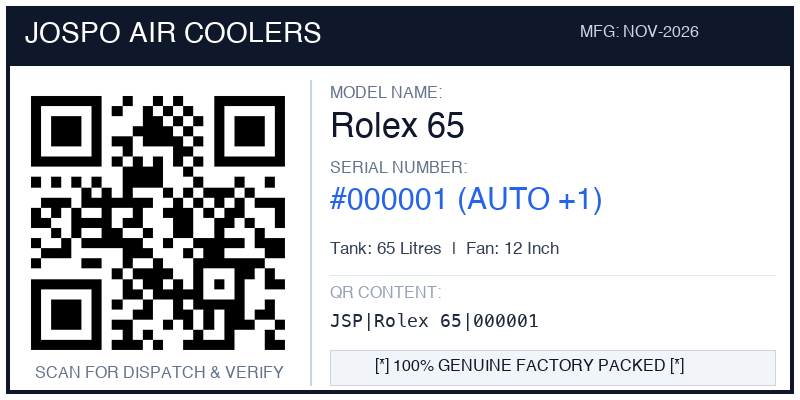 JOSPO AIR COOLERS
MFG: NOV-2026
MODEL NAME:
Rolex 65
SERIAL NUMBER:
#000001 (AUTO +1)
Tank: 65 Litres | Fan: 12 Inch
QR CONTENT:
JSP|Rolex 65|000001
[*] 100% GENUINE FACTORY PACKED [*]
SCAN FOR DISPATCH & VERIFY